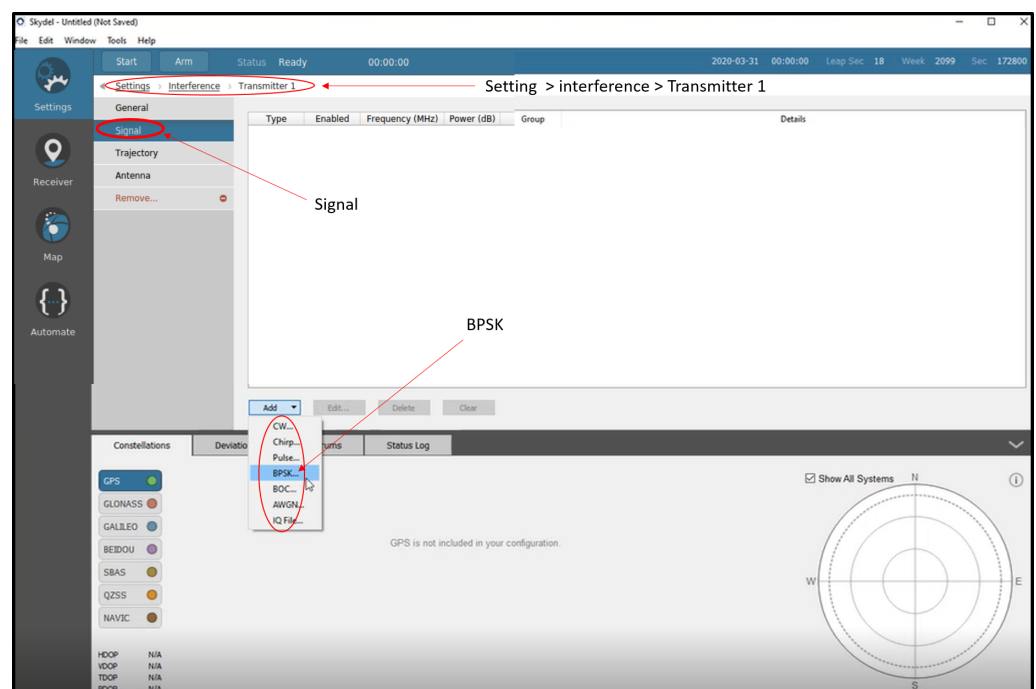 Skydel - Untitled (Not Saved)
File Edit Window Tools Help
Start Arm Status Ready 00:00:00 2020-03-31 00:00:00 Leap Sec 18 Week 2099 Sec 172800
Settings > Interference > Transmitter 1
Setting > interference > Transmitter 1
Settings
General
Signal
Trajectory
Antenna
Remove...
Type Enabled Frequency (MHz) Power (dB) Group Details
Receiver
Signal
Map
Automate
BPSK
Add Edit... Delete Clear
CW...
Chirp...
Pulse...
BPSK...
BOC...
AWGN...
IQ File...
Constellations Deviatio rums Status Log
GPS
GLONASS
GALILEO
BEIDOU
SBAS
QZSS
NAVIC
GPS is not included in your configuration.
Show All Systems N
W E
S
HDOP N/A
VDOP N/A
TDOP N/A
PDOP N/A